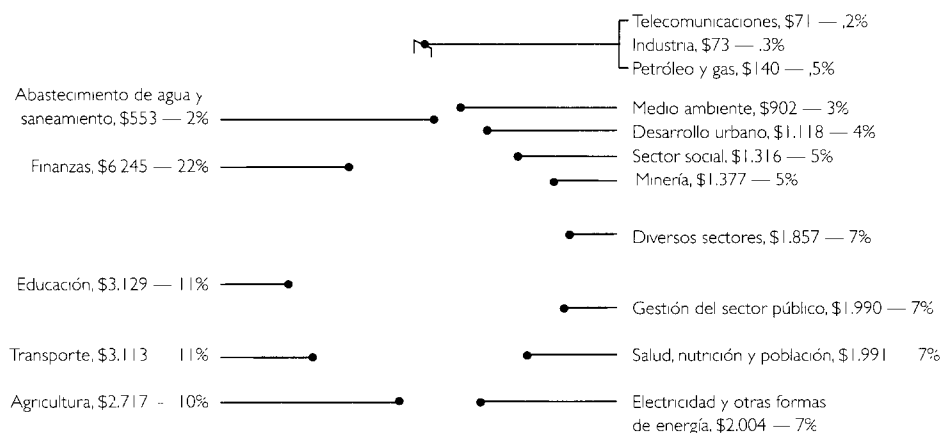 Telecomunicaciones, $71 — ,2%
Industria, $73 — .3%
Petróleo y gas, $140 — ,5%
Abastecimiento de agua y
saneamiento, $553 — 2%
Medio ambiente, $902 — 3%
Desarrollo urbano, $1.118 — 4%
Sector social, $1.316 — 5%
Finanzas, $6 245 — 22%
Minería, $1.377 — 5%
Diversos sectores, $1.857 — 7%
Educación, $3.129 — 11%
Gestión del sector público, $1.990 — 7%
Transporte, $3.113 11%
Salud, nutrición y población, $1.991 7%
Agricultura, $2.717 - 10%
Electricidad y otras formas
de energía, $2.004 — 7%